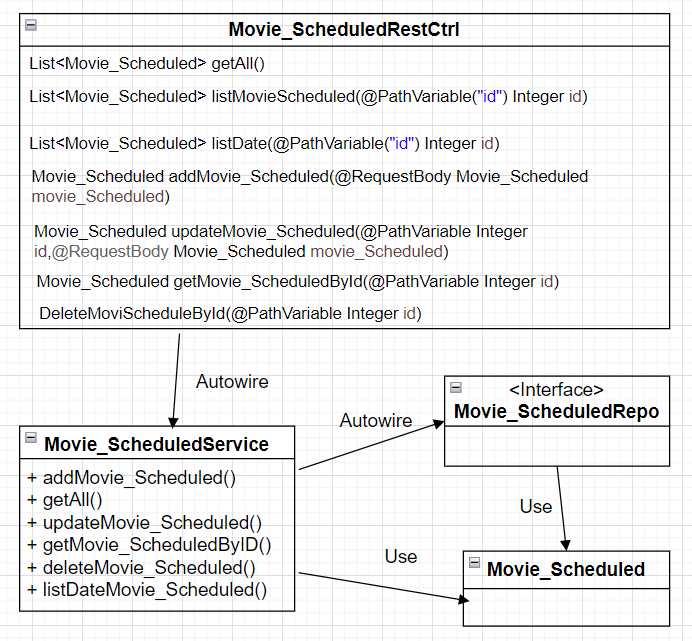 Movie_ScheduledRestCtrl
List<Movie_Scheduled> getAll()
List<Movie_Scheduled> listMovieScheduled(@PathVariable("id") Integer id)
List<Movie_Scheduled> listDate(@PathVariable("id") Integer id)
Movie_Scheduled addMovie_Scheduled(@RequestBody Movie_Scheduled
movie_Scheduled)
Movie_Scheduled updateMovie_Scheduled(@PathVariable Integer
id,@RequestBody Movie_Scheduled movie_Scheduled)
Movie_Scheduled getMovie_ScheduledById(@PathVariable Integer id)
DeleteMoviScheduleById(@PathVariable Integer id)
Autowire
<Interface>
Movie_ScheduledRepo
Autowire
Movie_ScheduledService
+ addMovie_Scheduled()
+ getAll()
+ updateMovie_Scheduled()
+ getMovie_ScheduledByID()
+ deleteMovie_Scheduled()
+ listDateMovie_Scheduled()
Use
Use
Movie_Scheduled